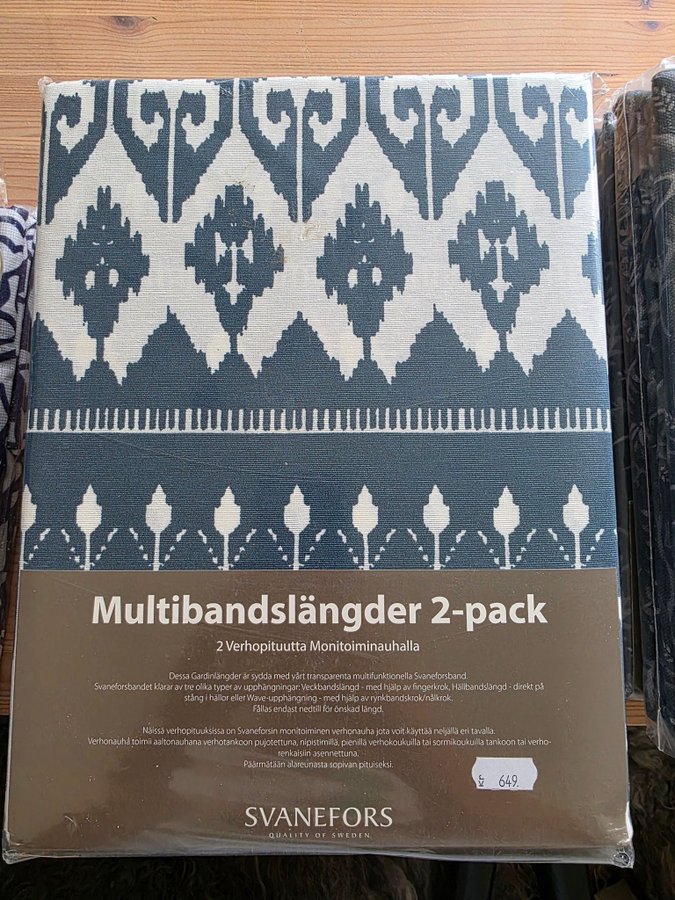 Multibandslängder 2-pack
2 Verhopituutta Monitoiminauhalla
Dessa Gardinlängder är sydda med vårt transparenta multifunktionella Svaneforsband.
Svaneforsbandet klarar av tre olika typer av upphängningar: Veckbandslängd - med hjälp av fingerkrok, Hällbandslängd - direkt på
stång i hällor eller Wave-upphängning - med hjälp av rynkbandskrok/nålkrok.
Fållas endast nedtill för önskad längd.
Näissä verhopituuksissa on Svaneforsin monitoiminen verhonauha jota voit käyttää neljällä eri tavalla.
Verhonauha toimii aaltonauhana verhotankoon pujotettuna, nipistimillä, pienillä verhokoukuilla tai sormikoukuilla tankoon tai verho-
renkaisiin asennettuna.
Päärmätään alareunasta sopivan pituiseksi.
649.
SVANEFORS
QUALITY OF SWEDEN